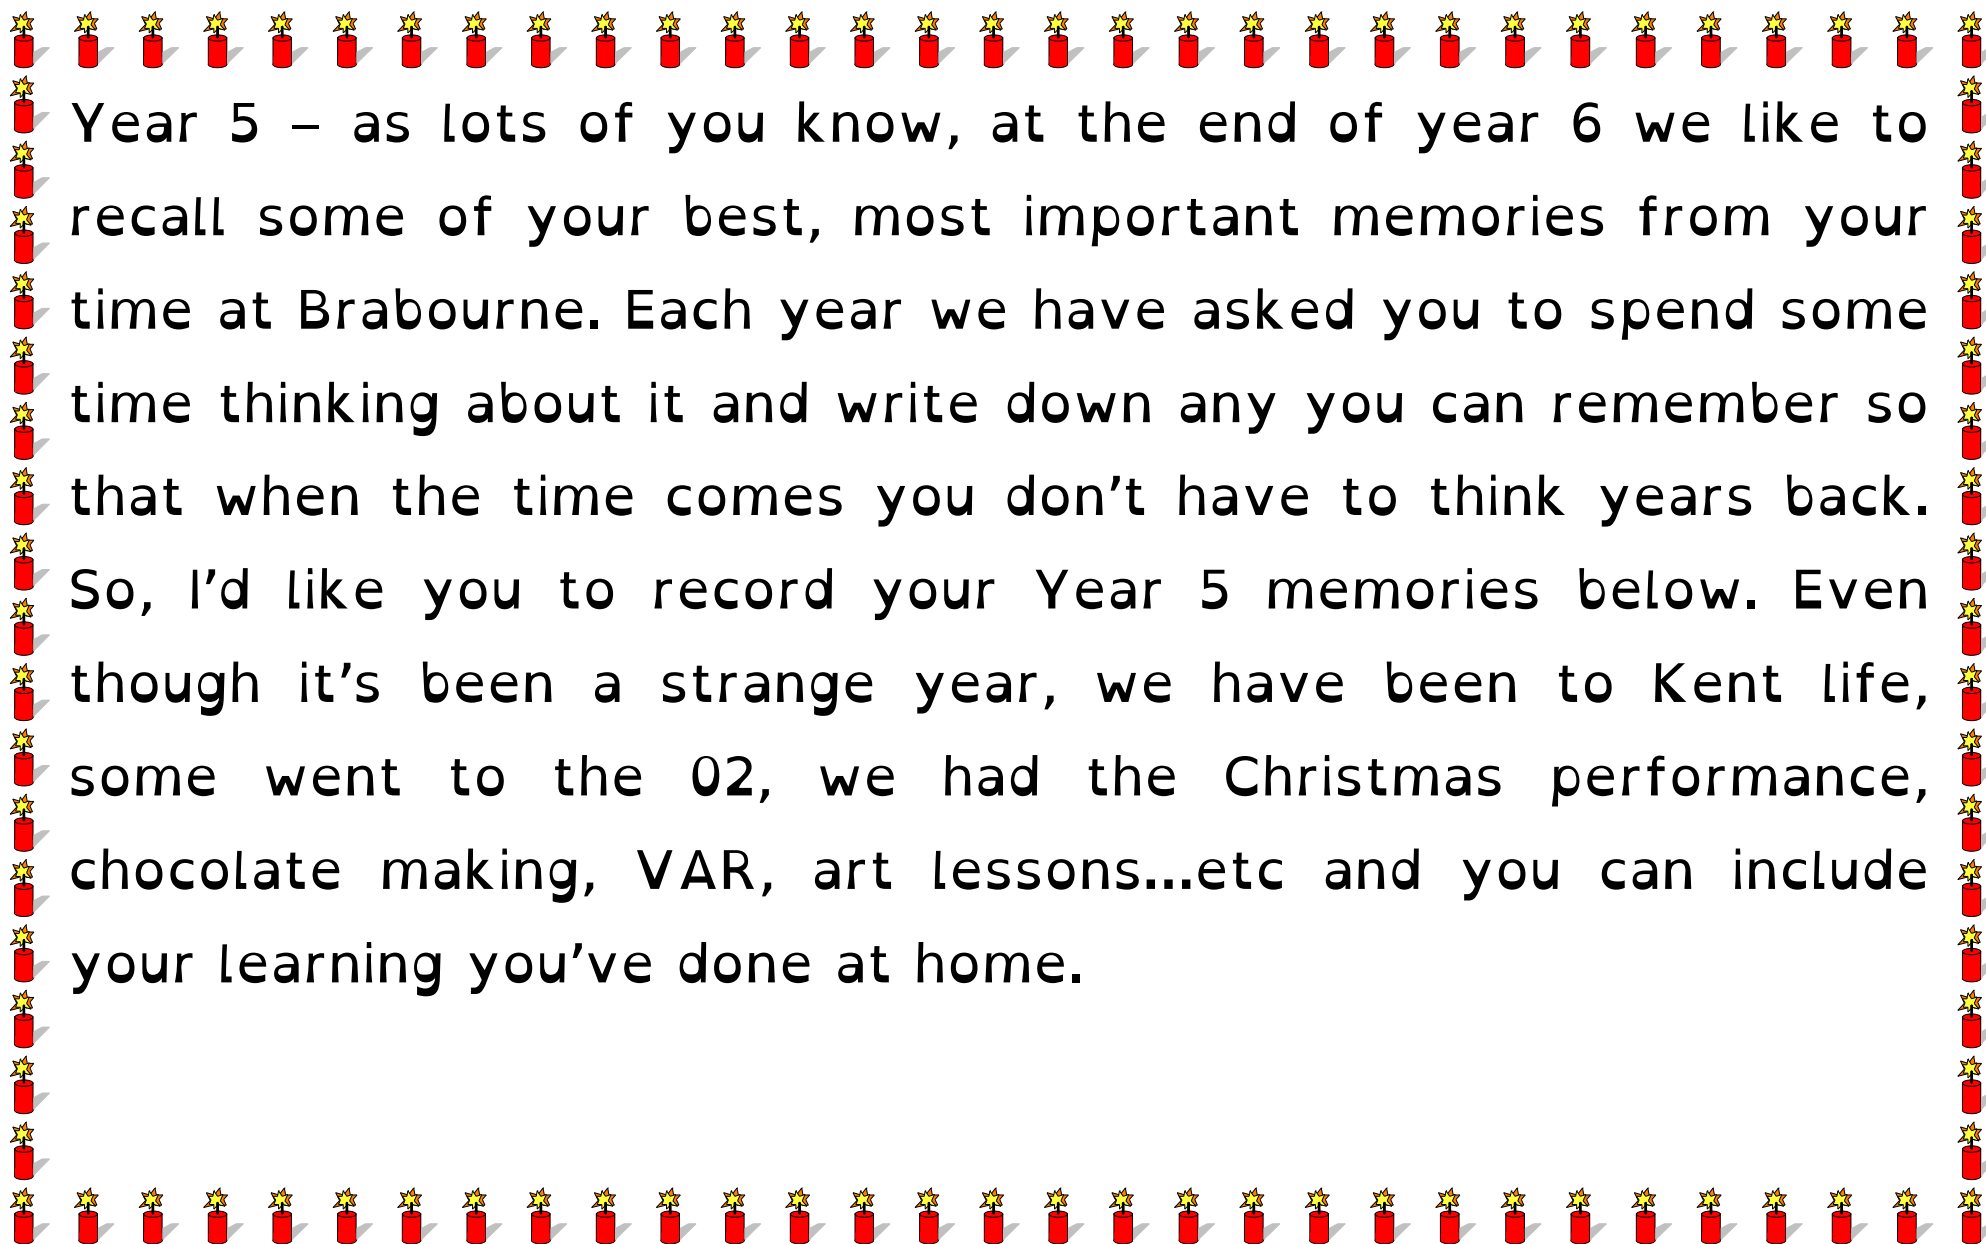 Year 5 – as lots of you know, at the end of year 6 we like to
recall some of your best, most important memories from your
time at Brabourne. Each year we have asked you to spend some
time thinking about it and write down any you can remember so
that when the time comes you don’t have to think years back.
So, I’d like you to record your Year 5 memories below. Even
though it’s been a strange year, we have been to Kent life,
some went to the 02, we had the Christmas performance,
chocolate making, VAR, art lessons...etc and you can include
your learning you’ve done at home.